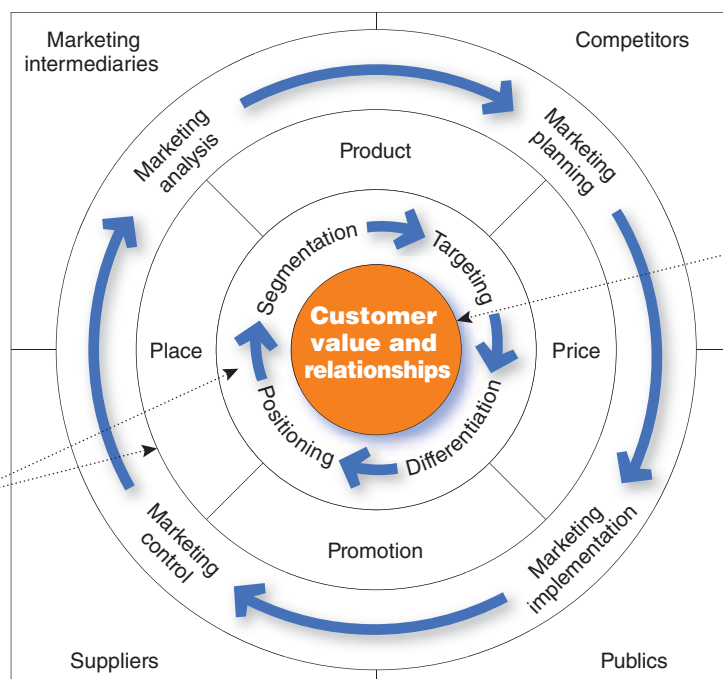 Marketing
intermediaries
Competitors
Marketing
analysis
Marketing
planning
Product
Segmentation
Targeting
Customer
value and
relationships
Place
Price
Positioning
Differentiation
Marketing
control
Promotion
Marketing
implementation
Suppliers
Publics